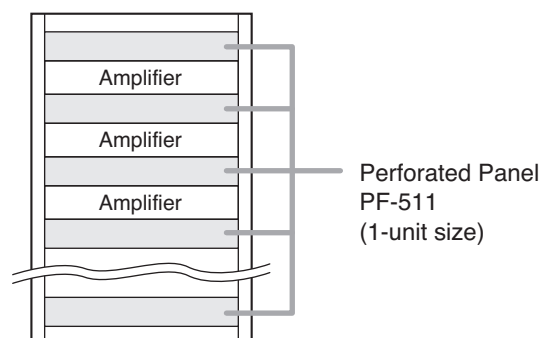 Amplifier
Amplifier
Amplifier
Perforated Panel
PF-511
(1-unit size)